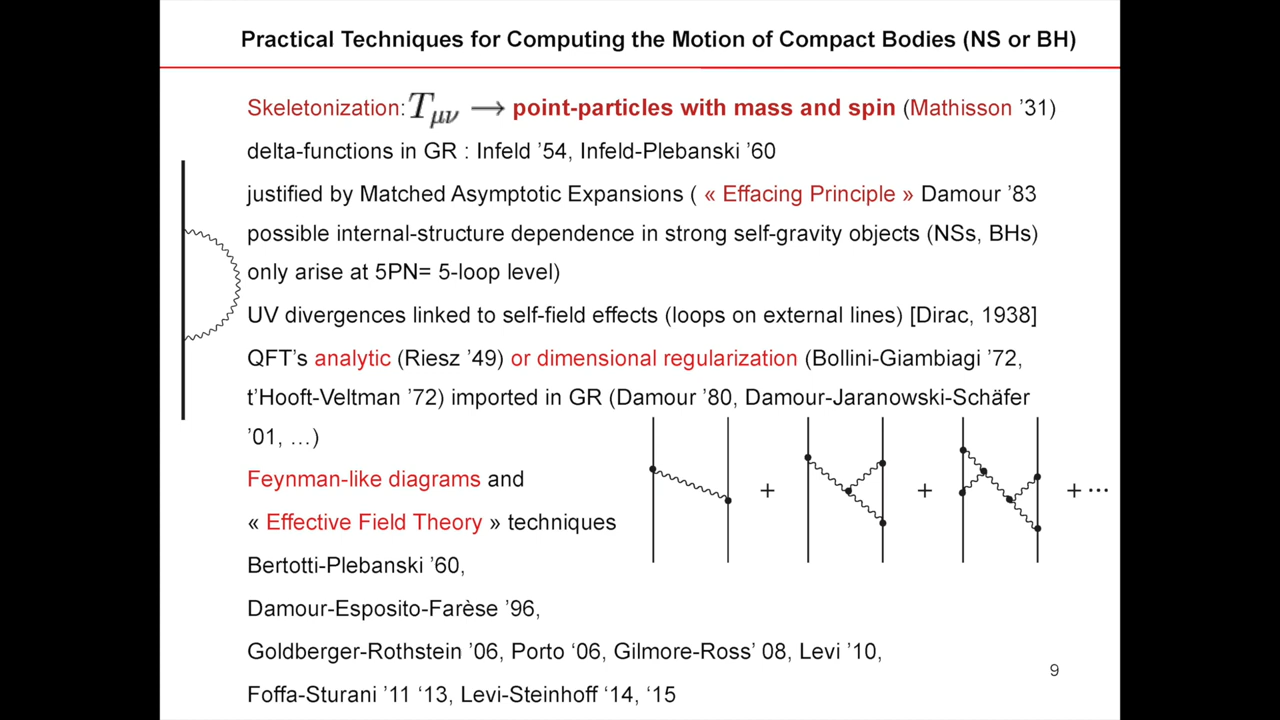 Practical Techniques for Computing the Motion of Compact Bodies (NS or BH)
Skeletonization: T_{μν} ⟶ point-particles with mass and spin (Mathisson ’31)
delta-functions in GR : Infeld ’54, Infeld-Plebanski ’60
justified by Matched Asymptotic Expansions ( « Effacing Principle » Damour ’83
possible internal-structure dependence in strong self-gravity objects (NSs, BHs)
only arise at 5PN= 5-loop level)
UV divergences linked to self-field effects (loops on external lines) [Dirac, 1938]
QFT’s analytic (Riesz ’49) or dimensional regularization (Bollini-Giambiagi ’72,
t’Hooft-Veltman ’72) imported in GR (Damour ’80, Damour-Jaranowski-Schäfer
’01, …)
Feynman-like diagrams and
« Effective Field Theory » techniques
+ + + ···
Bertotti-Plebanski ’60,
Damour-Esposito-Farèse ’96,
Goldberger-Rothstein ’06, Porto ‘06, Gilmore-Ross’ 08, Levi ’10,
Foffa-Sturani ’11 ‘13, Levi-Steinhoff ‘14, ‘15
9